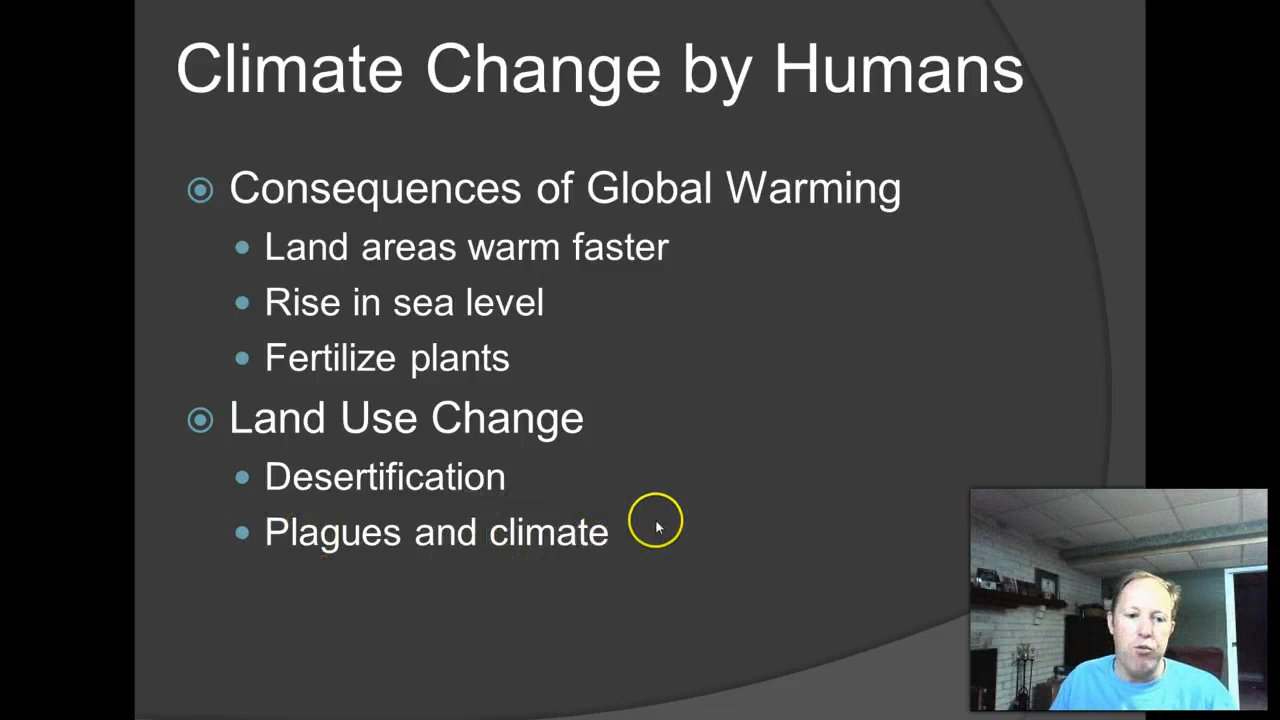 Climate Change by Humans
Consequences of Global Warming
Land areas warm faster
Rise in sea level
Fertilize plants
Land Use Change
Desertification
Plagues and climate